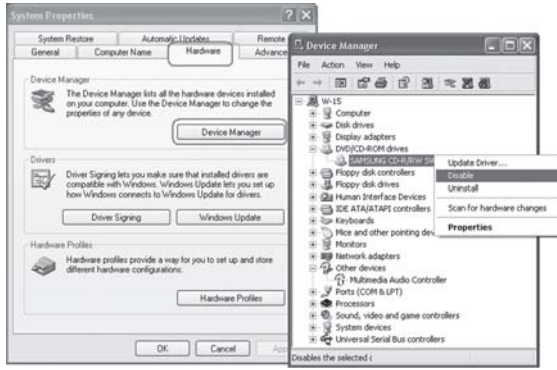 System Properties
System Restore Automatic Updates Remote
General Computer Name Hardware Advance
Device Manager
The Device Manager lists all the hardware devices installed
on your computer. Use the Device Manager to change the
properties of any device.
Device Manager
Drivers
Driver Signing lets you make sure that installed drivers are
compatible with Windows. Windows Update lets you set up
how Windows connects to Windows Update for drivers.
Driver Signing Windows Update
Hardware Profiles
Hardware profiles provide a way for you to set up and store
different hardware configurations.
Hardware Profiles
OK Cancel App
Device Manager
File Action View Help
W-15
Computer
Disk drives
Display adapters
DVD/CD-ROM drives
SAMSUNG CD-R/RW SW
Floppy disk controllers
Floppy disk drives
Human Interface Devices
IDE ATA/ATAPI controllers
Keyboards
Mice and other pointing dev
Monitors
Network adapters
Other devices
Multimedia Audio Controller
Ports (COM & LPT)
Processors
Sound, video and game controllers
System devices
Universal Serial Bus controllers
Disables the selected d
Update Driver...
Disable
Uninstall
Scan for hardware changes
Properties